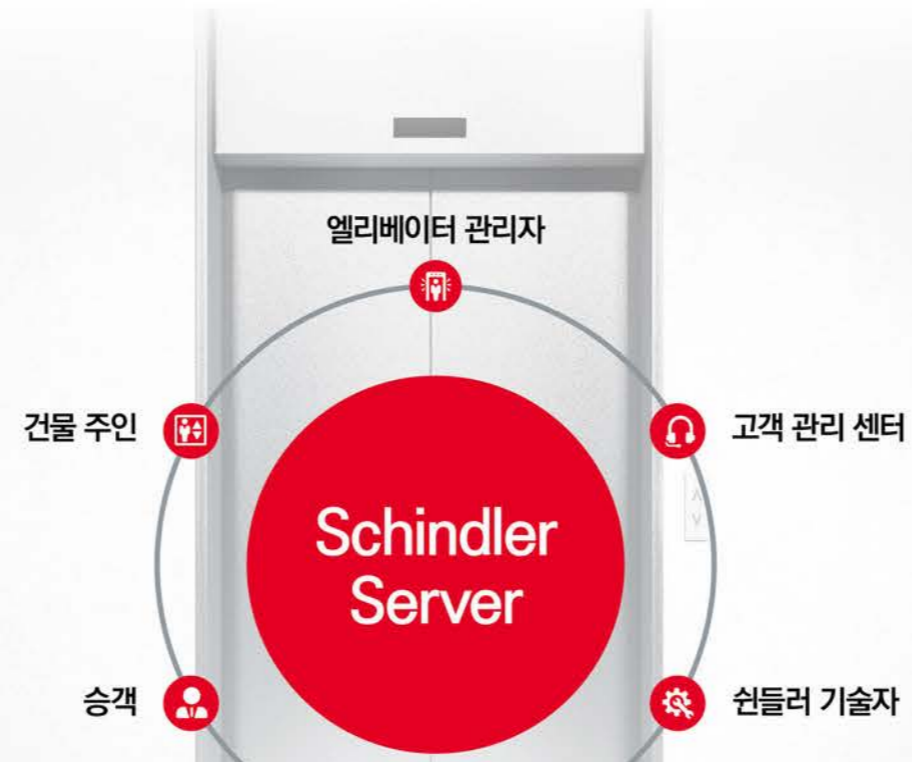 엘리베이터 관리자
건물 주인
고객 관리 센터
Schindler
Server
승객
쉰들러 기술자